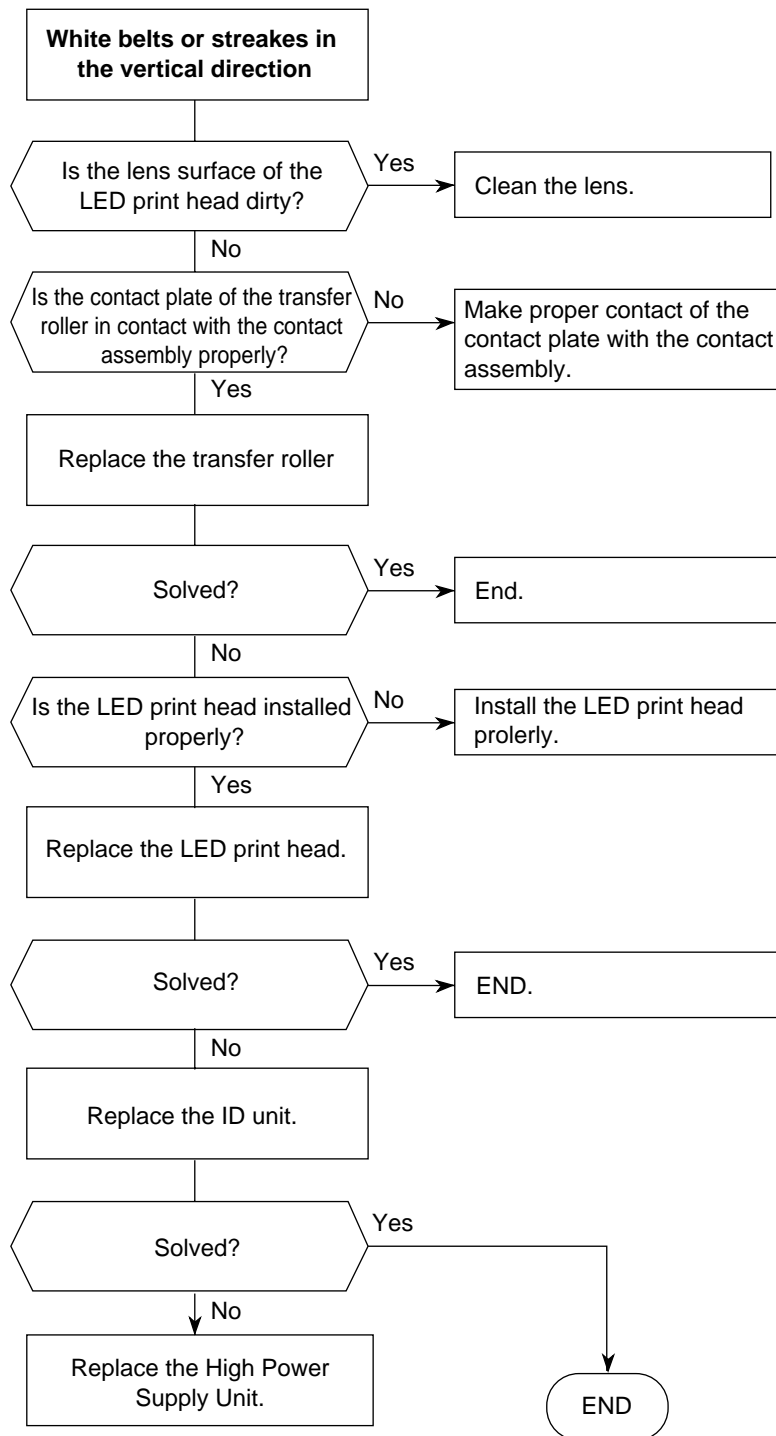 White belts or streakes in
the vertical direction
Is the lens surface of the
LED print head dirty?
Yes
Clean the lens.
No
Is the contact plate of the transfer
roller in contact with the contact
assembly properly?
No
Make proper contact of the
contact plate with the contact
assembly.
Yes
Replace the transfer roller
Solved?
Yes
End.
No
Is the LED print head installed
properly?
No
Install the LED print head
prolerly.
Yes
Replace the LED print head.
Solved?
Yes
END.
No
Replace the ID unit.
Solved?
Yes
No
Replace the High Power
Supply Unit.
END